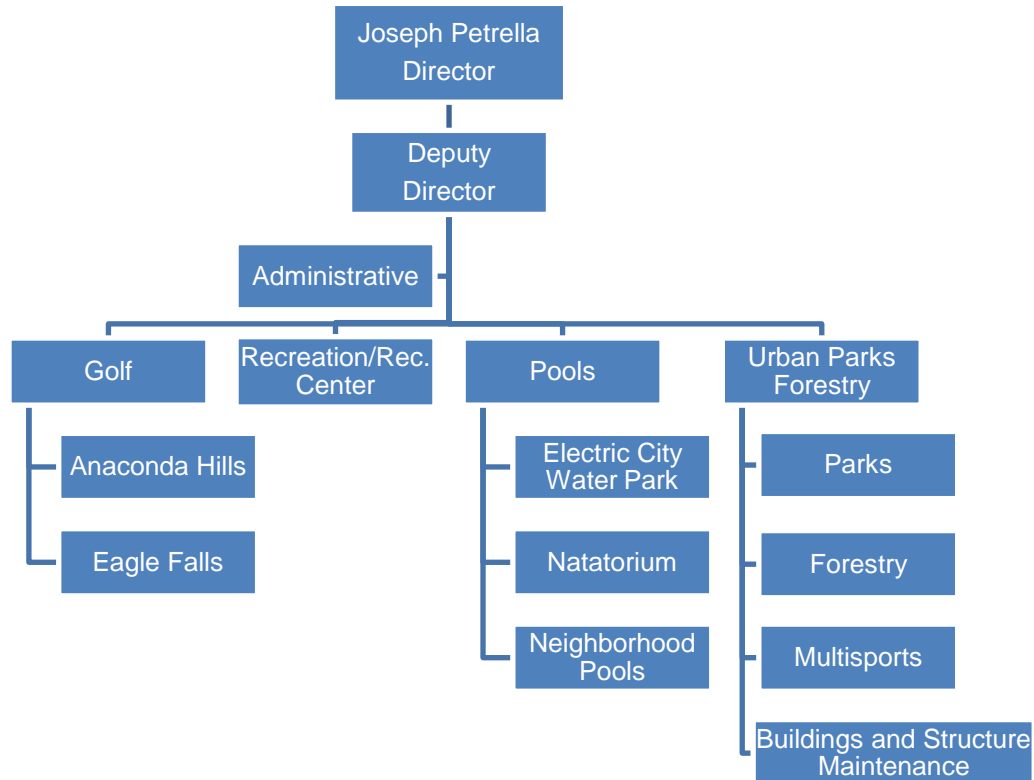 Joseph Petrella
Director
Deputy
Director
Administrative
Golf
Recreation/Rec.
Center
Pools
Urban Parks
Forestry
Anaconda Hills
Eagle Falls
Electric City
Water Park
Natatorium
Neighborhood
Pools
Parks
Forestry
Multisports
Buildings and Structure
Maintenance